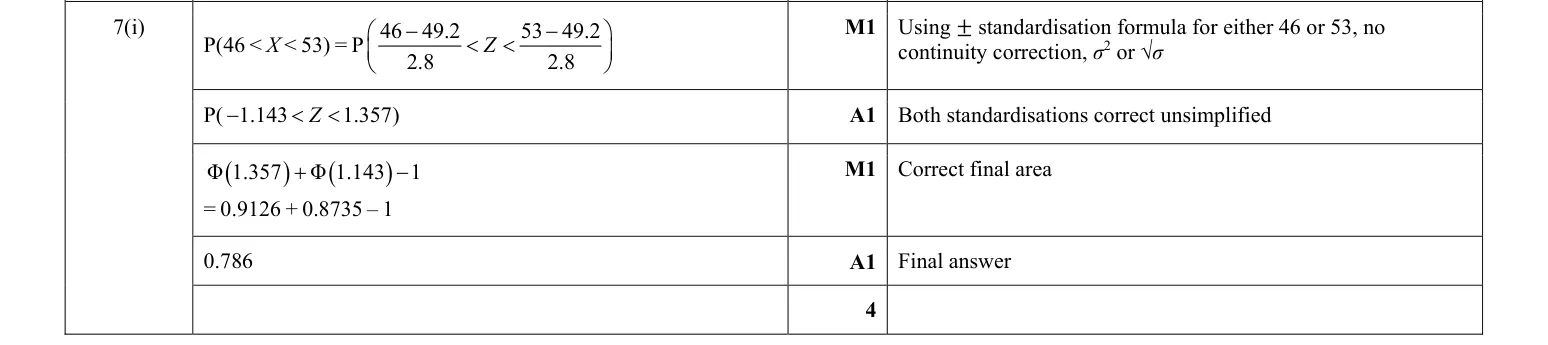 7(i)
P(46 < X < 53) = P((46 − 49.2)/2.8 < Z < (53 − 49.2)/2.8)
M1
Using ± standardisation formula for either 46 or 53, no
continuity correction, σ² or √σ
P(−1.143 < Z < 1.357)
A1
Both standardisations correct unsimplified
Φ(1.357) + Φ(1.143) − 1
= 0.9126 + 0.8735 – 1
M1
Correct final area
0.786
A1
Final answer
4